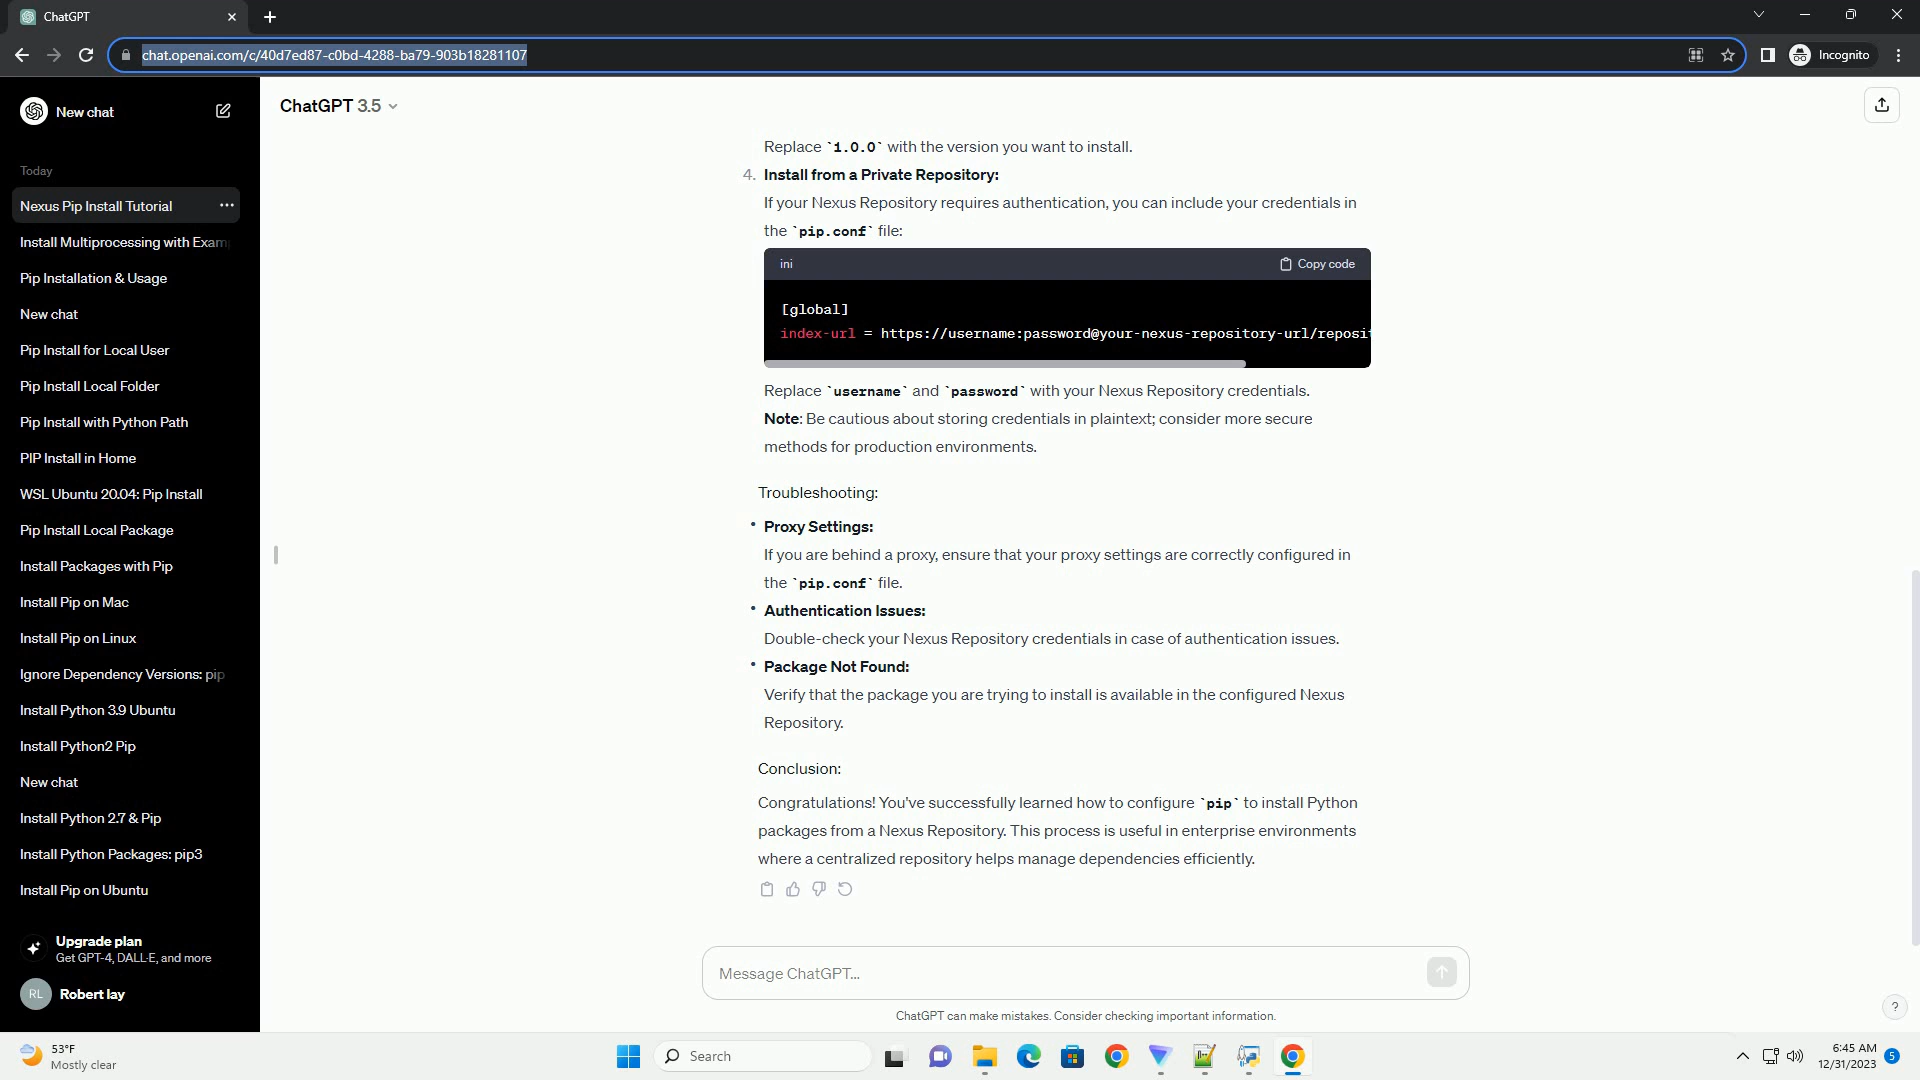 ChatGPT
chat.openai.com/c/40d7ed87-c0bd-4288-ba79-903b18281107
Incognito
New chat
Today
Nexus Pip Install Tutorial
Install Multiprocessing with Exam
Pip Installation & Usage
New chat
Pip Install for Local User
Pip Install Local Folder
Pip Install with Python Path
PIP Install in Home
WSL Ubuntu 20.04: Pip Install
Pip Install Local Package
Install Packages with Pip
Install Pip on Mac
Install Pip on Linux
Ignore Dependency Versions: pip
Install Python 3.9 Ubuntu
Install Python2 Pip
New chat
Install Python 2.7 & Pip
Install Python Packages: pip3
Install Pip on Ubuntu
Upgrade plan
Get GPT-4, DALL·E, and more
RL
Robert lay
ChatGPT 3.5
Replace `1.0.0` with the version you want to install.
4. Install from a Private Repository:
If your Nexus Repository requires authentication, you can include your credentials in
the `pip.conf` file:
ini
Copy code
[global]
index-url = https://username:password@your-nexus-repository-url/reposit
Replace `username` and `password` with your Nexus Repository credentials.
Note: Be cautious about storing credentials in plaintext; consider more secure
methods for production environments.
Troubleshooting:
• Proxy Settings:
If you are behind a proxy, ensure that your proxy settings are correctly configured in
the `pip.conf` file.
• Authentication Issues:
Double-check your Nexus Repository credentials in case of authentication issues.
• Package Not Found:
Verify that the package you are trying to install is available in the configured Nexus
Repository.
Conclusion:
Congratulations! You've successfully learned how to configure `pip` to install Python
packages from a Nexus Repository. This process is useful in enterprise environments
where a centralized repository helps manage dependencies efficiently.
Message ChatGPT...
ChatGPT can make mistakes. Consider checking important information.
?
53°F
Mostly clear
Search
6:45 AM
12/31/2023
5